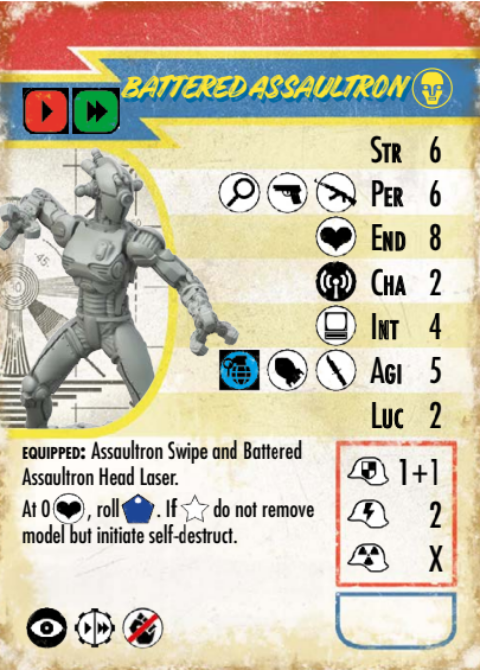 BATTERED ASSAULTRON
STR 6
PER 6
END 8
CHA 2
INT 4
AGI 5
LUC 2
-45-
EQUIPPED: Assaultron Swipe and Battered
Assaultron Head Laser.
At 0 , roll . If do not remove
model but initiate self-destruct.
1+1
2
X